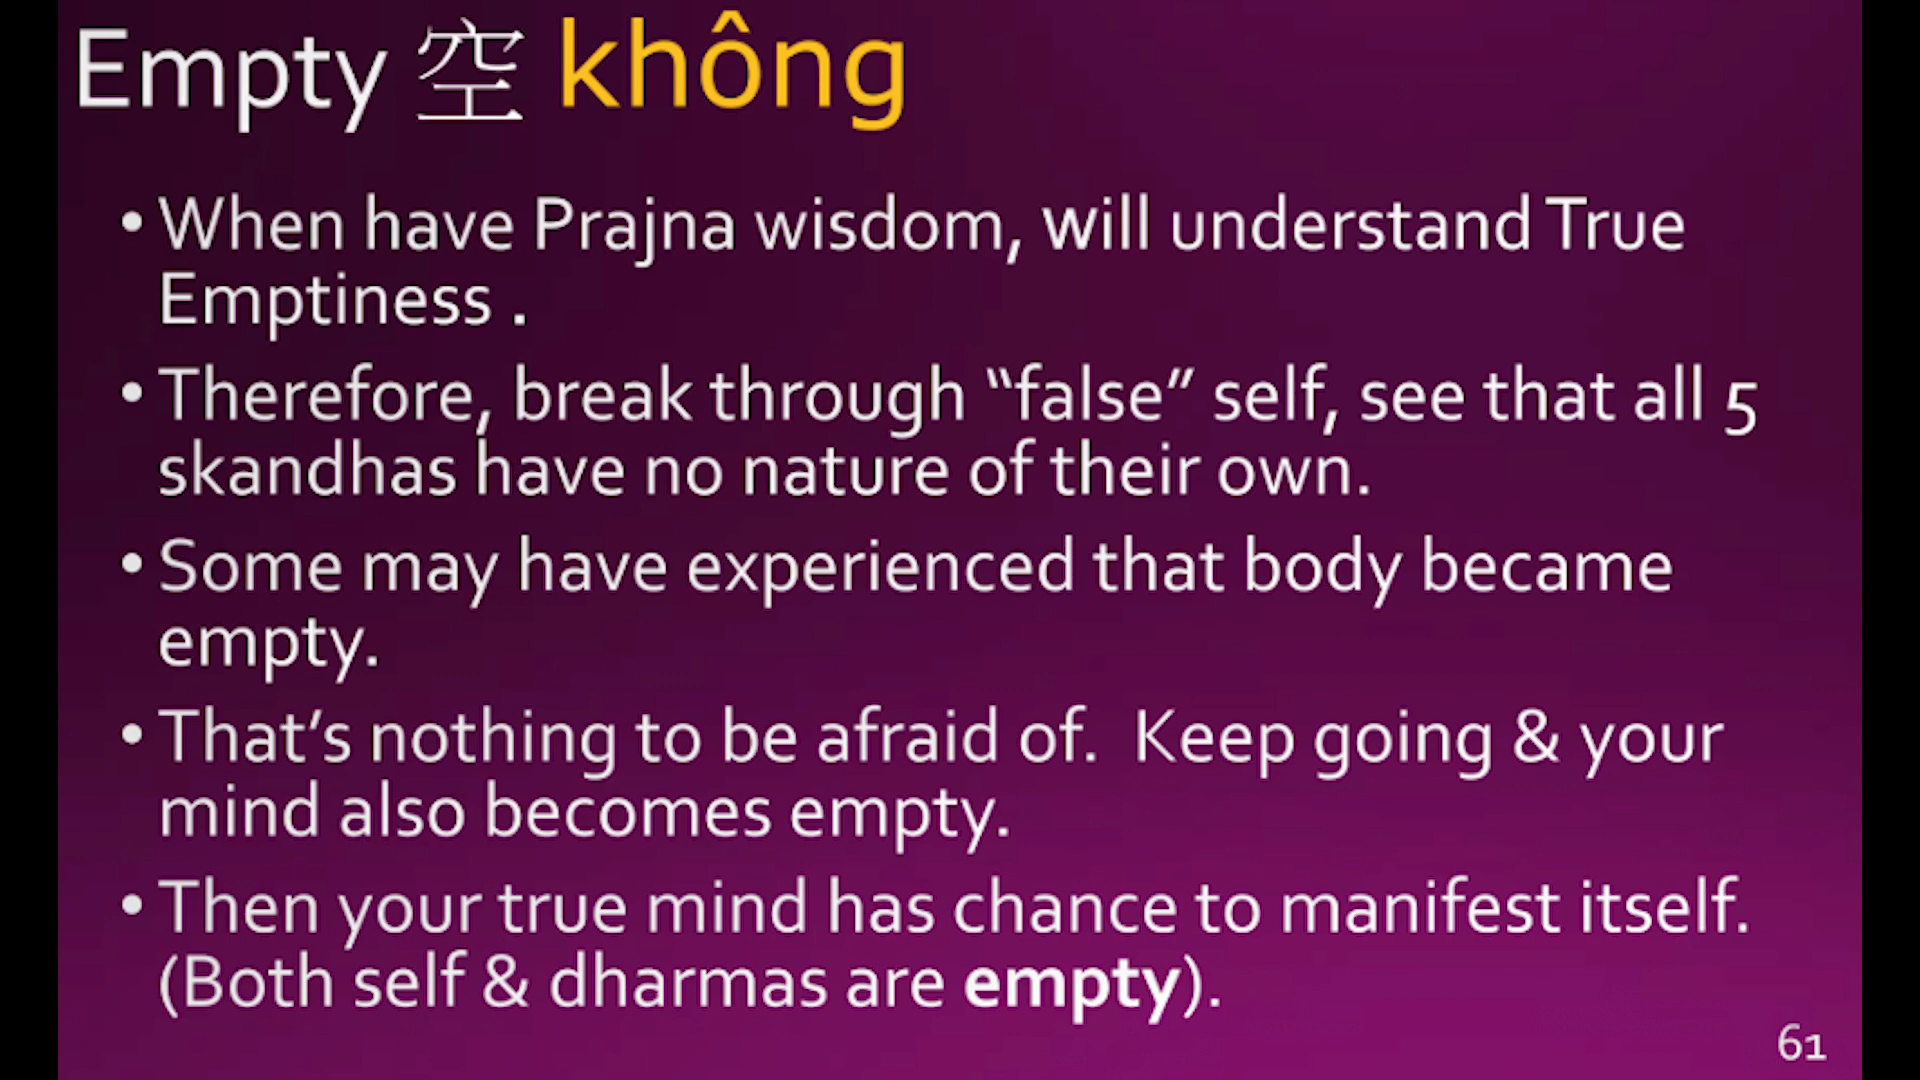 Empty 空 không
• When have Prajna wisdom, will understand True
Emptiness .
• Therefore, break through “false” self, see that all 5
skandhas have no nature of their own.
• Some may have experienced that body became
empty.
• That’s nothing to be afraid of.  Keep going & your
mind also becomes empty.
• Then your true mind has chance to manifest itself.
(Both self & dharmas are empty).
61